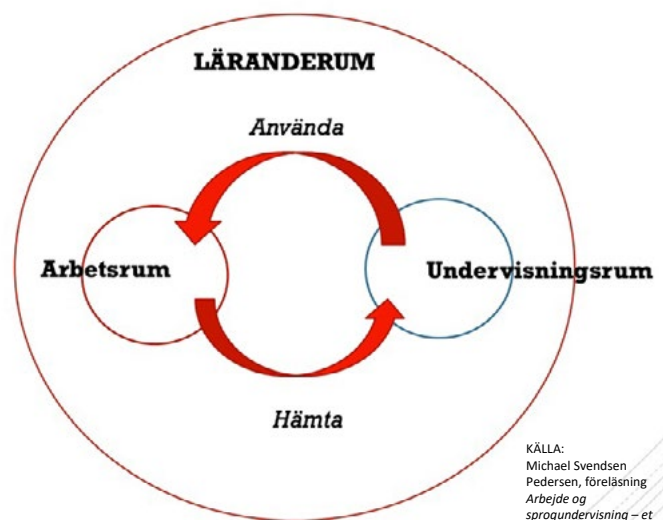 LÄRANDERUM
Använda
Arbetsrum
Undervisningsrum
Hämta
KÄLLA:
Michael Svendsen
Pedersen, föreläsning
Arbejde og
sprogundervisning – et